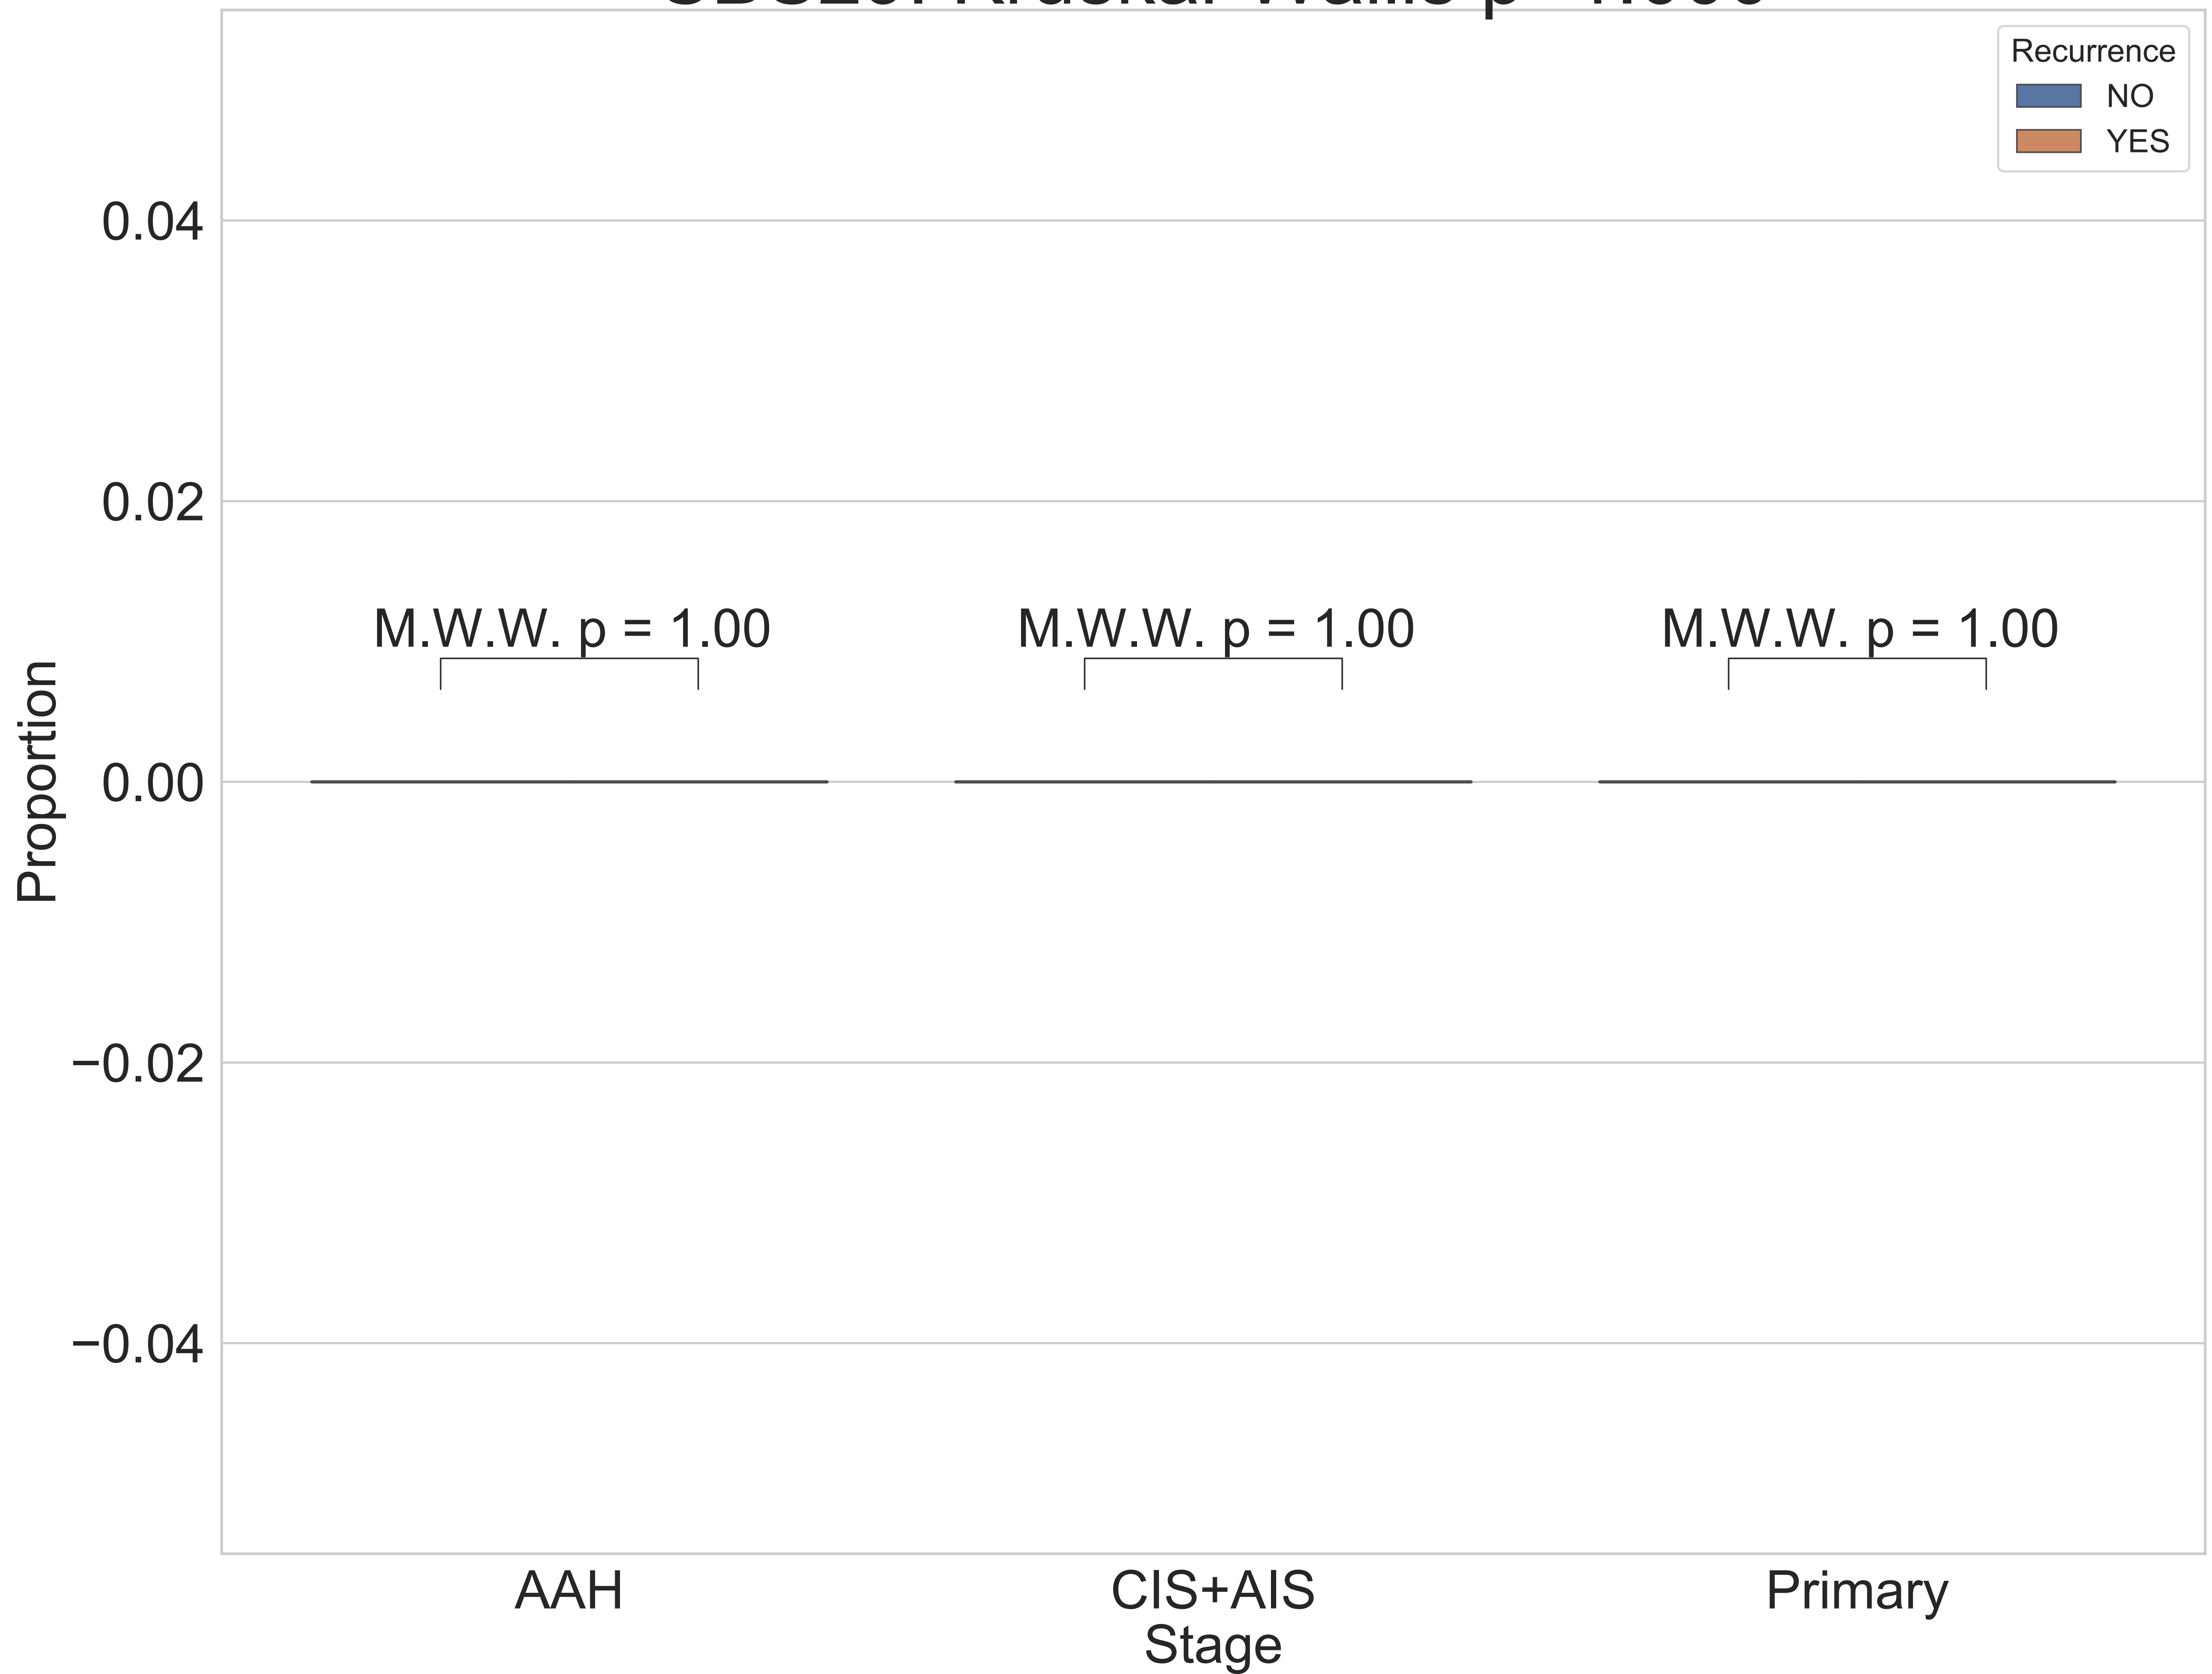 Recurrence
NO
YES
0.04
0.02
0.00
−0.02
−0.04
Proportion
M.W.W. p = 1.00
M.W.W. p = 1.00
M.W.W. p = 1.00
AAH
CIS+AIS
Primary
Stage